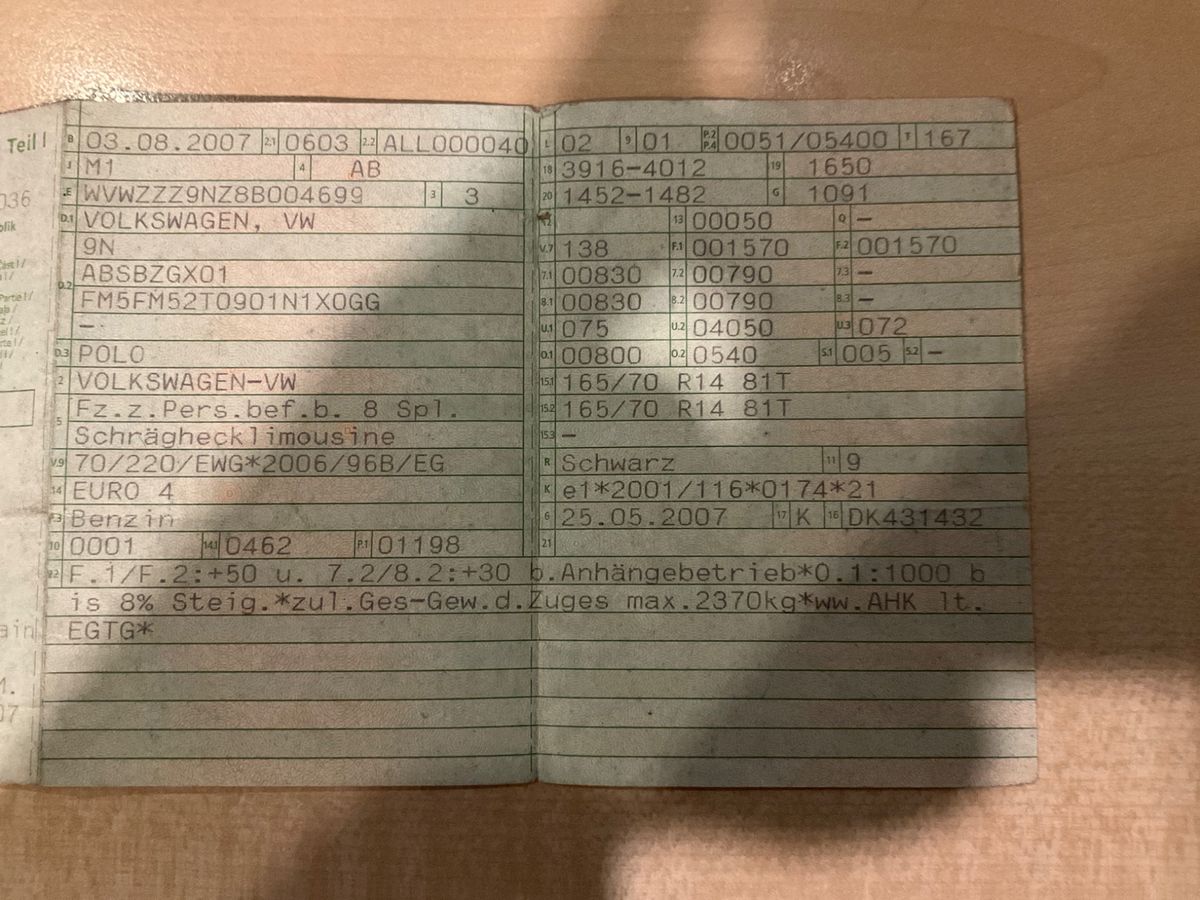 Teil I
B 03.08.2007 2.1 0603 2.2 ALL000040
J M1 4 AB
E WVWZZZ9NZ8B004699 3 3
D.1 VOLKSWAGEN, VW
9N
D.2 ABSBZGX01
FM5FM52T0901N1X0GG
–
D.3 POLO
2 VOLKSWAGEN-VW
5 Fz.z.Pers.bef.b. 8 Spl.
Schräghecklimousine
V.9 70/220/EWG*2006/96B/EG
14 EURO 4
P.3 Benzin
10 0001 14.1 0462 P.1 01198
L 02 9 01 P.2 P.4 0051/05400 T 167
18 3916-4012 19 1650
20 1452-1482 G 1091
12 13 00050 Q –
V.7 138 F.1 001570 F.2 001570
7.1 00830 7.2 00790 7.3 –
8.1 00830 8.2 00790 8.3 –
U.1 075 U.2 04050 U.3 072
O.1 00800 O.2 0540 S.1 005 S.2 –
15.1 165/70 R14 81T
15.2 165/70 R14 81T
15.3 –
R Schwarz 11 9
K e1*2001/116*0174*21
6 25.05.2007 17 K 16 DK431432
21
22 F.1/F.2:+50 u. 7.2/8.2:+30 b.Anhängebetrieb*O.1:1000 b
is 8% Steig.*zul.Ges-Gew.d.Zuges max.2370kg*ww.AHK lt.
EGTG*